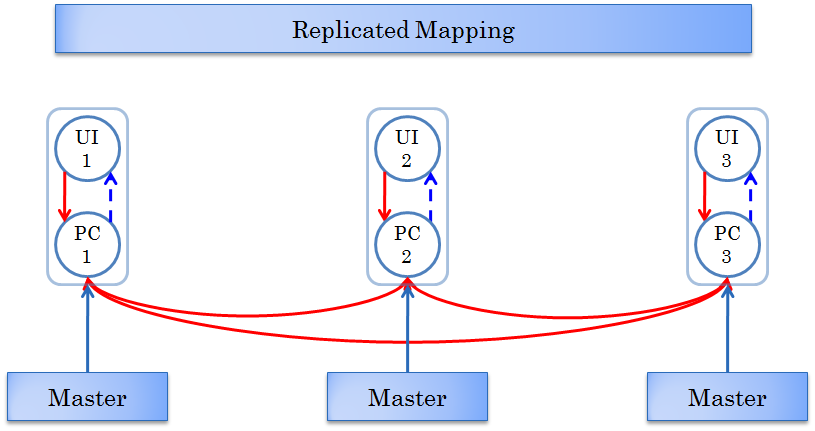 Replicated Mapping
UI
1
UI
2
UI
3
PC
1
PC
2
PC
3
Master
Master
Master